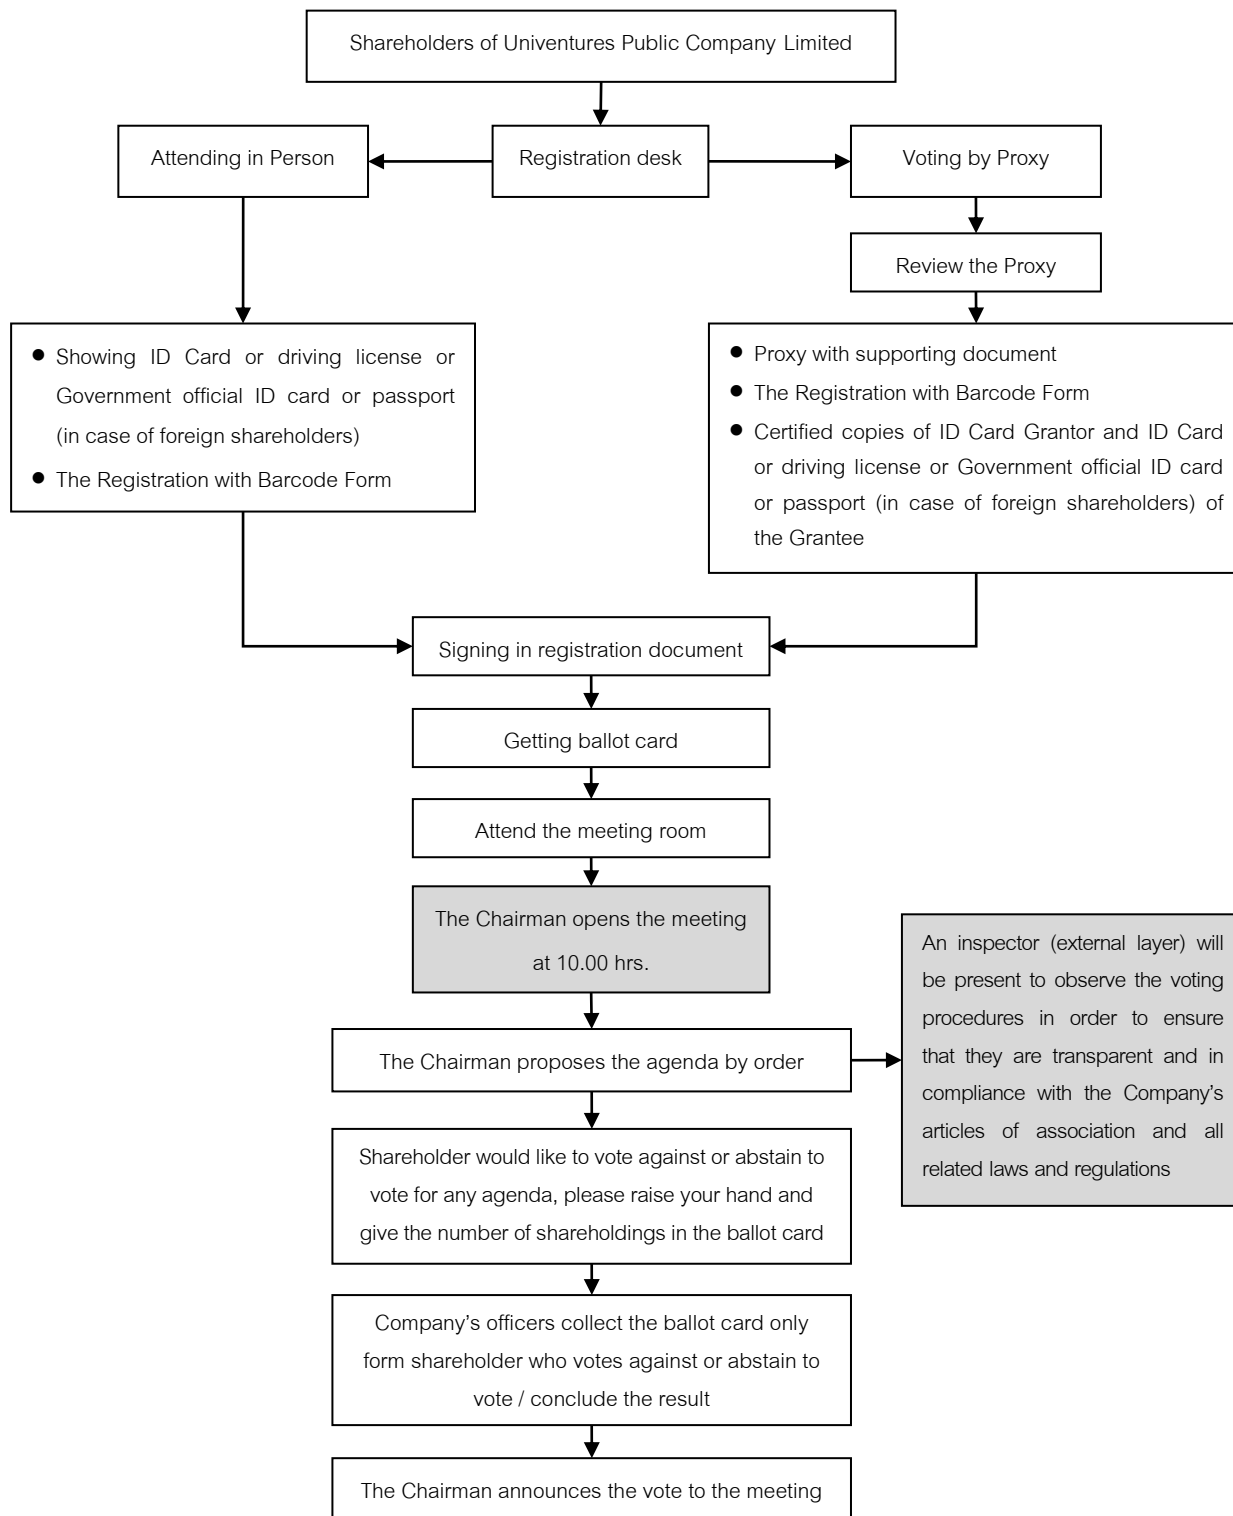 Shareholders of Univentures Public Company Limited
Attending in Person
Registration desk
Voting by Proxy
Review the Proxy
● Showing ID Card or driving license or
Government official ID card or passport
(in case of foreign shareholders)
● The Registration with Barcode Form
● Proxy with supporting document
● The Registration with Barcode Form
● Certified copies of ID Card Grantor and ID Card
or driving license or Government official ID card
or passport (in case of foreign shareholders) of
the Grantee
Signing in registration document
Getting ballot card
Attend the meeting room
The Chairman opens the meeting
at 10.00 hrs.
An inspector (external layer) will
be present to observe the voting
procedures in order to ensure
that they are transparent and in
compliance with the Company's
articles of association and all
related laws and regulations
The Chairman proposes the agenda by order
Shareholder would like to vote against or abstain to
vote for any agenda, please raise your hand and
give the number of shareholdings in the ballot card
Company's officers collect the ballot card only
form shareholder who votes against or abstain to
vote / conclude the result
The Chairman announces the vote to the meeting